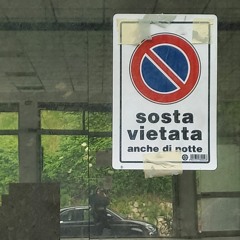 sosta
vietata
anche di notte